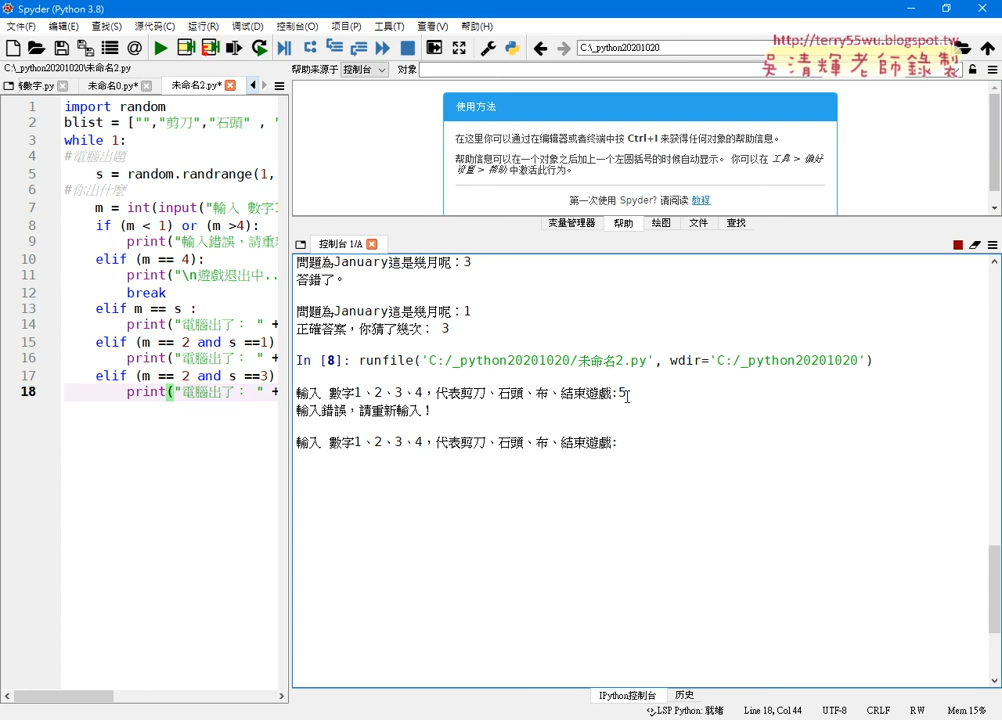 Spyder (Python 3.8)
文件(F) 编辑(E) 查找(S) 源代码(C) 运行(R) 调试(D) 控制台(O) 项目(P) 工具(T) 查看(V) 帮助(H)
C:\_python20201020
http://terry55wu.blogspot.tw
吳清輝老師錄製
C:\_python20201020\未命名2.py
帮助来源于 控制台 对象
數字.py 未命名0.py* 未命名2.py*
1 import random
2 blist = ["","剪刀","石頭" , "
3 while 1:
4 #電腦出題
5 s = random.randrange(1,
6 #你出什麼
7 m = int(input("輸入 數字1
8 if (m < 1) or (m >4):
9 print("輸入錯誤，請重新
10 elif (m == 4):
11 print("\n遊戲退出中..
12 break
13 elif m == s :
14 print("電腦出了： " +
15 elif (m == 2 and s ==1)
16 print("電腦出了： " +
17 elif (m == 2 and s ==3)
18 print("電腦出了： " +
使用方法
在这里你可以通过在编辑器或者终端中按 Ctrl+I 来获得任何对象的帮助信息。
帮助信息可以在一个对象之后加上一个左圆括号的时候自动显示。 你可以在 工具 > 偏好
设置 > 帮助 中激活此行为。
第一次使用 Spyder? 请阅读 教程
变量管理器 帮助 绘图 文件 查找
控制台 1/A
問題為January這是幾月呢：3
答錯了。
問題為January這是幾月呢：1
正確答案，你猜了幾次： 3
In [8]: runfile('C:/_python20201020/未命名2.py', wdir='C:/_python20201020')
輸入 數字1、2、3、4，代表剪刀、石頭、布、結束遊戲:5
輸入錯誤，請重新輸入！
輸入 數字1、2、3、4，代表剪刀、石頭、布、結束遊戲:
IPython控制台 历史
LSP Python: 就绪 Line 18, Col 44 UTF-8 CRLF RW Mem 15%